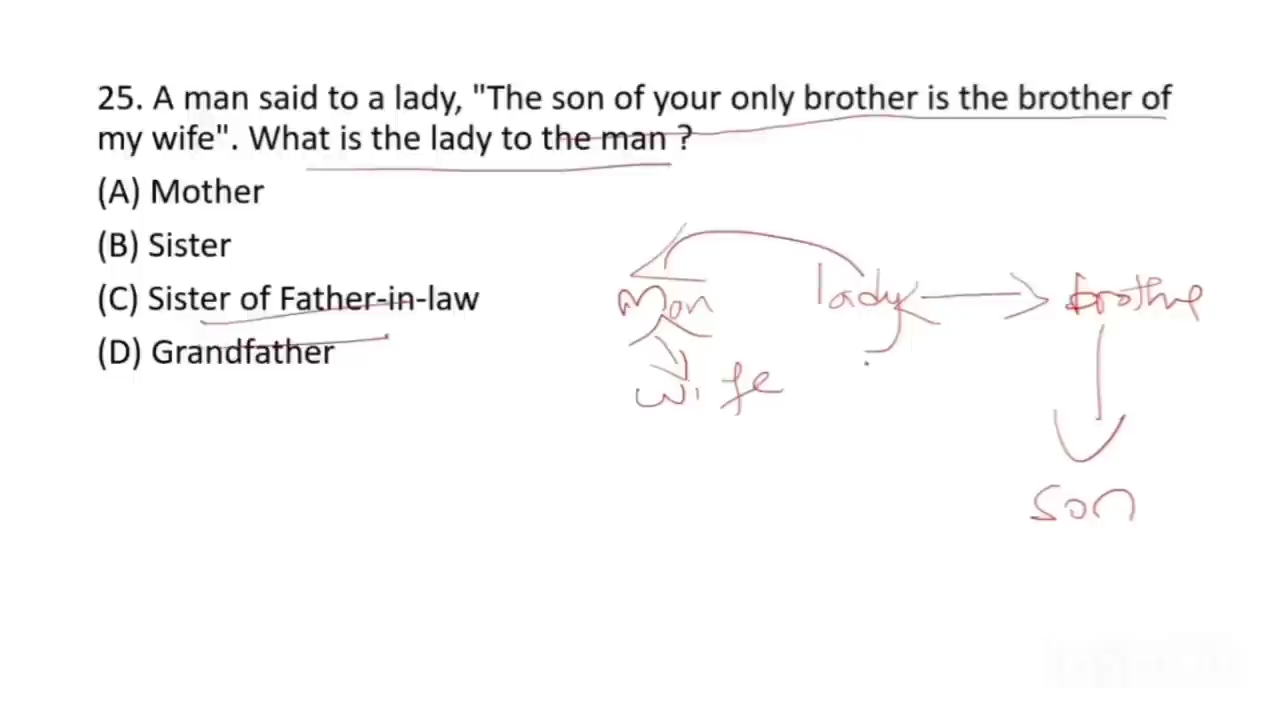 25. A man said to a lady, "The son of your only brother is the brother of
my wife". What is the lady to the man ?
(A) Mother
(B) Sister
(C) Sister of Father-in-law
(D) Grandfather
Man lady brothe
wife
son